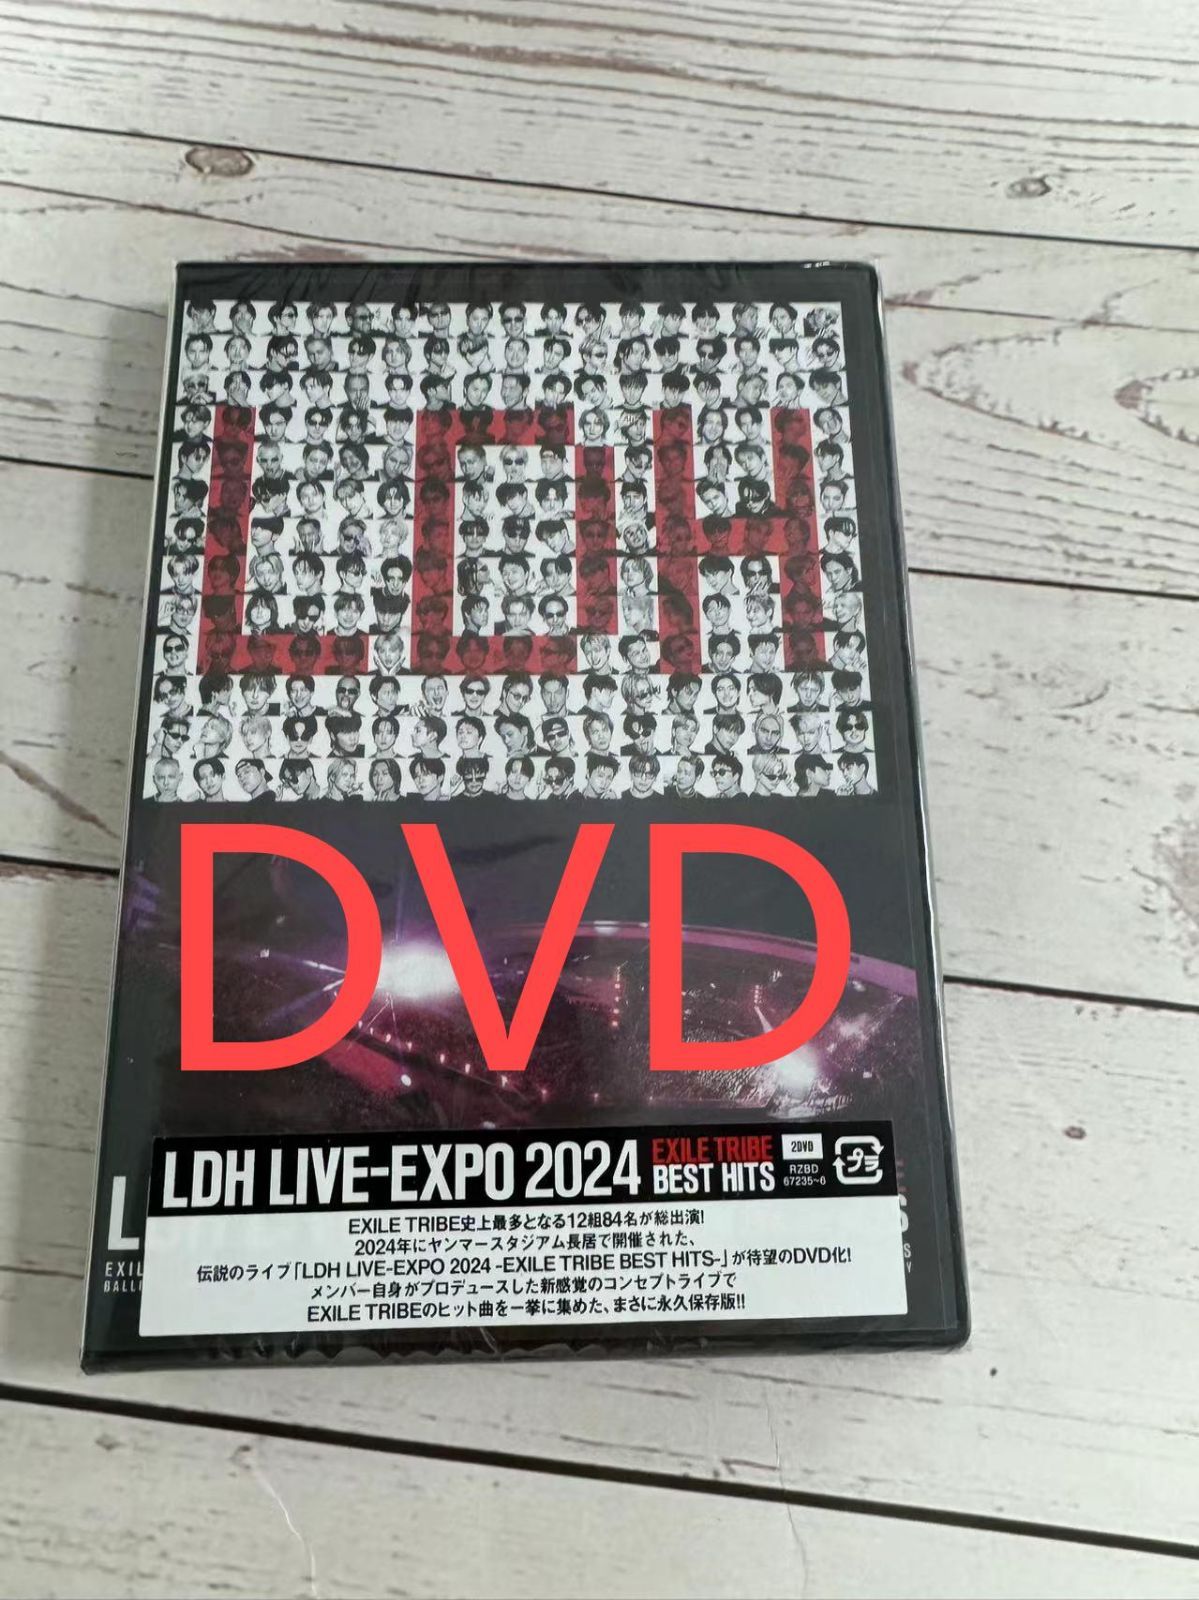 LDH
DVD
LDH LIVE-EXPO 2024 EXILE TRIBE BEST HITS
2DVD
RZBD
67235~6
プラ
EXILE TRIBE史上最多となる12組84名が総出演!
2024年にヤンマースタジアム長居で開催された、
伝説のライブ「LDH LIVE-EXPO 2024 -EXILE TRIBE BEST HITS-」が待望のDVD化!
メンバー自身がプロデュースした新感覚のコンセプトライブで
EXILE TRIBEのヒット曲を一挙に集めた、まさに永久保存版!!
L
S
EXIL
BALLI